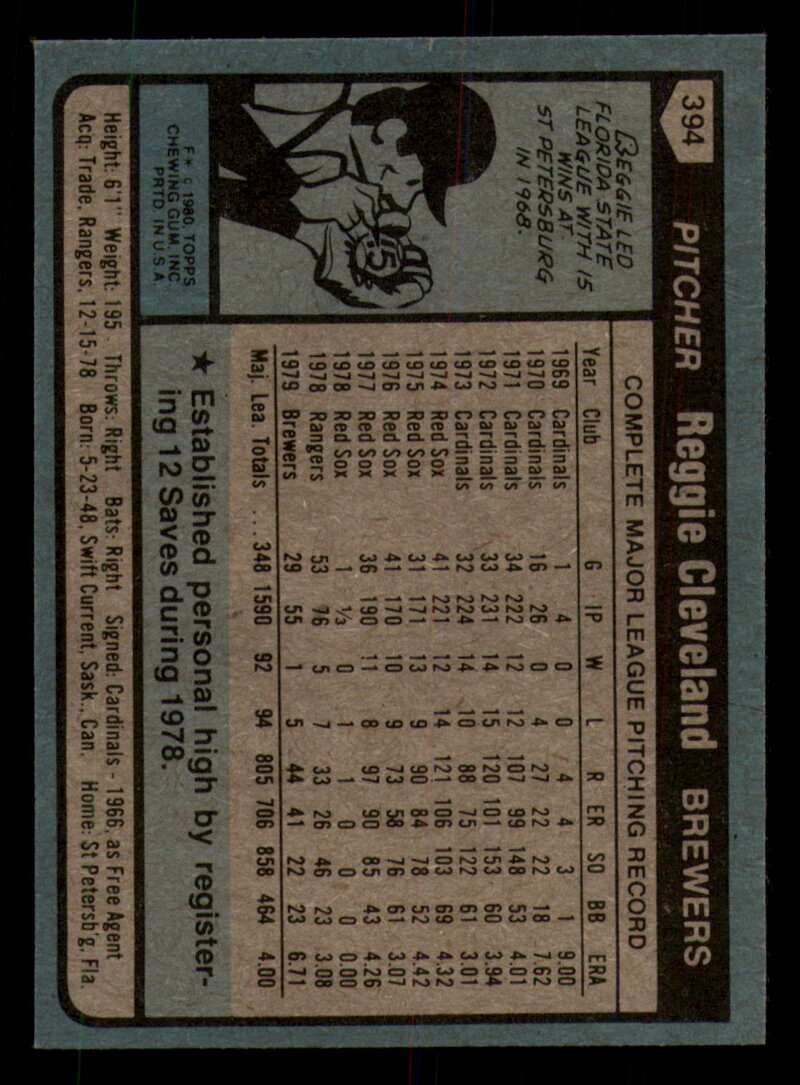 394 PITCHER Reggie Cleveland BREWERS
REGGIE LED
FLORIDA STATE
LEAGUE WITH 15
WINS AT
ST PETERSBURG
IN 1968.
15
F* © 1980 TOPPS
CHEWING GUM, INC
PRTD. IN U.S.A
COMPLETE MAJOR LEAGUE PITCHING RECORD
Year Club G IP W L R ER SO BB ERA
1969 Cardinals 1 4 0 0 4 4 3 1 9.00
1970 Cardinals 16 26 0 4 27 22 22 18 7.62
1971 Cardinals 34 222 12 12 107 99 148 53 4.01
1972 Cardinals 33 231 14 15 120 101 153 60 3.94
1973 Cardinals 32 224 14 10 88 75 122 61 3.01
1974 Red Sox 41 221 12 14 121 106 103 69 4.32
1975 Red Sox 31 171 13 9 90 84 78 52 4.42
1976 Red Sox 41 170 10 9 73 58 76 61 3.07
1977 Red Sox 36 190 11 8 97 90 85 43 4.26
1978 Red Sox 1 ⅓ 0 1 1 0 0 0 0.00
1978 Rangers 53 76 5 7 33 26 46 23 3.08
1979 Brewers 29 55 1 5 44 41 22 23 6.71
Maj. Lea. Totals ... 348 1590 92 94 805 706 858 464 4.00
★ Established personal high by register-
ing 12 Saves during 1978.
Height: 6'1" Weight: 195 Throws: Right Bats: Right Signed: Cardinals - 1966, as Free Agent
Acq: Trade, Rangers, 12-15-78 Born: 5-23-48, Swift Current, Sask., Can. Home: St Petersb'g, Fla